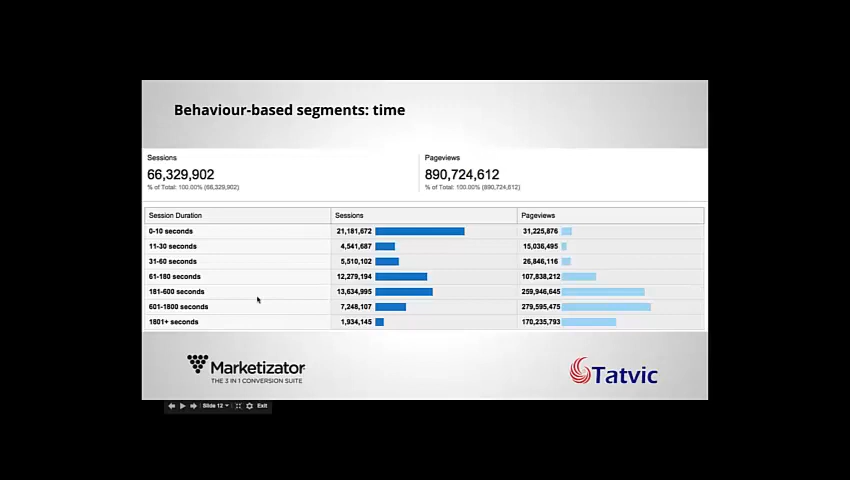 Behaviour-based segments: time
Sessions Pageviews
66,329,902 890,724,612
% of Total: 100.00% (66,329,902) % of Total: 100.00% (890,724,612)
Session Duration Sessions Pageviews
0-10 seconds 21,181,672 31,225,876
11-30 seconds 4,541,687 15,036,495
31-60 seconds 5,510,102 26,846,116
61-180 seconds 12,279,194 107,838,212
181-600 seconds 13,634,995 259,946,645
601-1800 seconds 7,248,107 279,595,475
1801+ seconds 1,934,145 170,235,793
Marketizator
THE 3 IN 1 CONVERSION SUITE
Tatvic
Slide 12 Exit